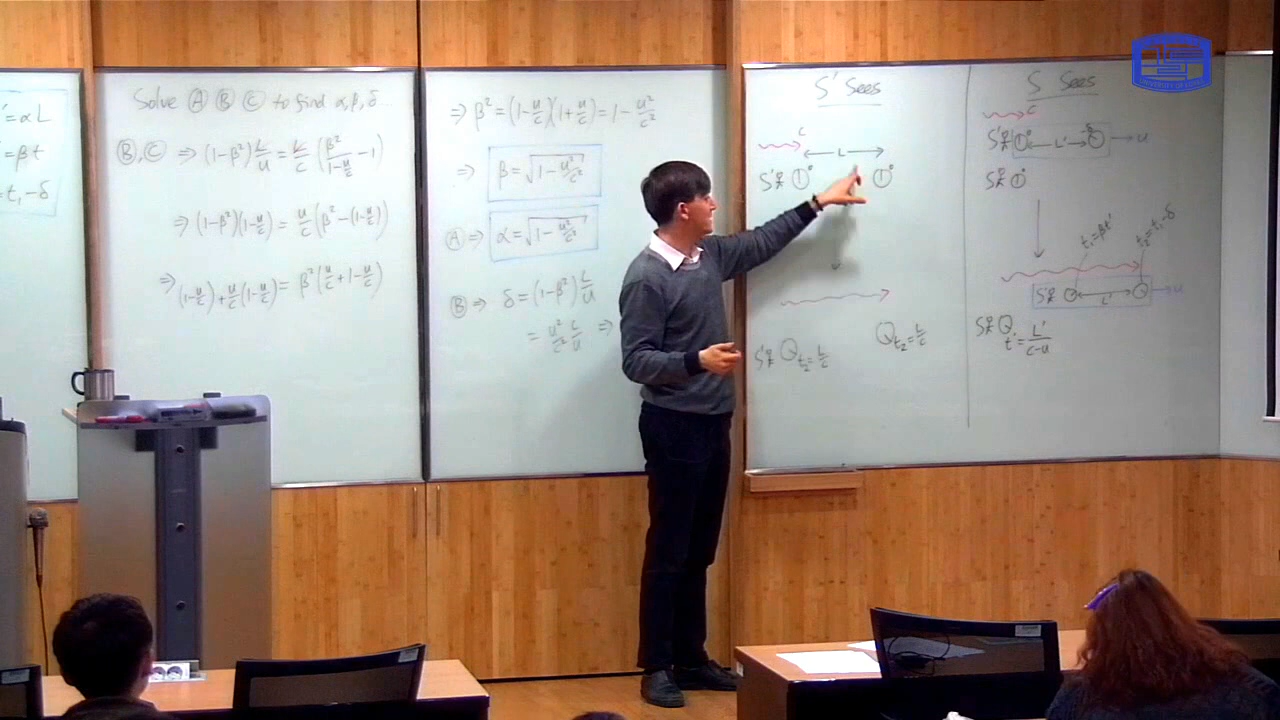 ' = αL
' = βt
= t₁ - δ
Solve Ⓐ Ⓑ Ⓒ to find α, β, δ
Ⓑ,Ⓒ ⇒ (1-β²) L/u = L/c (β²/(1-u/c) - 1)
⇒ (1-β²)(1-u/c) = u/c (β² - (1-u/c))
⇒ (1-u/c) + u/c (1-u/c) = β² (u/c + 1 - u/c)
⇒ β² = (1-u/c)(1+u/c) = 1 - u²/c²
⇒ β = √(1 - u²/c²)
Ⓐ ⇒ α = √(1 - u²/c²)
Ⓑ ⇒ δ = (1-β²) L/u
= u²/c² L/u ⇒
S' Sees
c
L
S'
t₂ = L/c
S'
t₂ = L/c
S Sees
c
S' L' → u
S
t₁ = βt' t₂ = t₁ - δ
S' L' → u
S
t' = L'/(c-u)